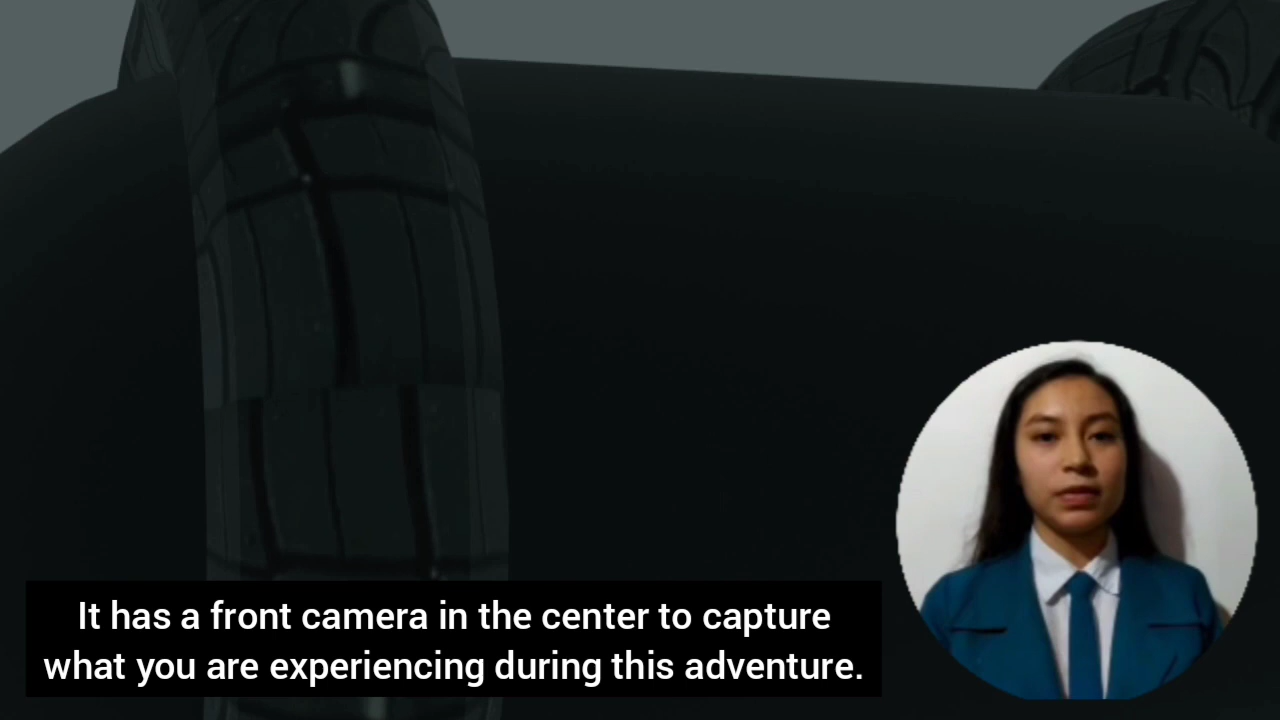 It has a front camera in the center to capture
what you are experiencing during this adventure.